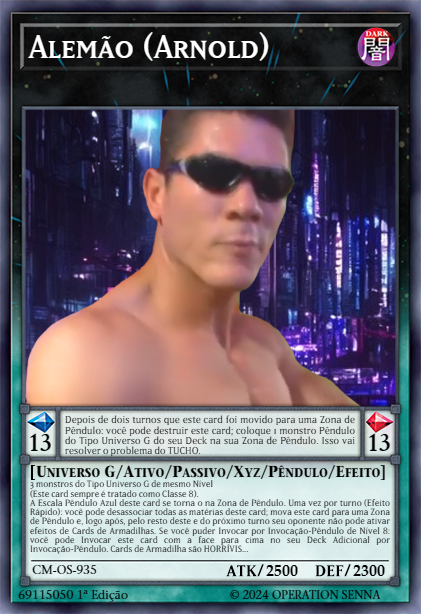 ALEMÃO (ARNOLD)
DARK
闇
Depois de dois turnos que este card foi movido para uma Zona de
Pêndulo: você pode destruir este card; coloque 1 monstro Pêndulo
do Tipo Universo G do seu Deck na sua Zona de Pêndulo. Isso vai
resolver o problema do TUCHO.
13
13
[UNIVERSO G/ATIVO/PASSIVO/XYZ/PÊNDULO/EFEITO]
3 monstros do Tipo Universo G de mesmo Nível
(Este card sempre é tratado como Classe 8).
A Escala Pêndulo Azul deste card se torna 0 na Zona de Pêndulo. Uma vez por turno (Efeito
Rápido): você pode desassociar todas as matérias deste card; mova este card para uma Zona
de Pêndulo e, logo após, pelo resto deste e do próximo turno seu oponente não pode ativar
efeitos de Cards de Armadilhas. Se você puder Invocar por Invocação-Pêndulo de Nível 8:
você pode Invocar este card com a face para cima no seu Deck Adicional por
Invocação-Pêndulo. Cards de Armadilha são HORRÍVIS...
CM-OS-935
ATK/2500 DEF/2300
69115050 1ª Edição
© 2024 OPERATION SENNA